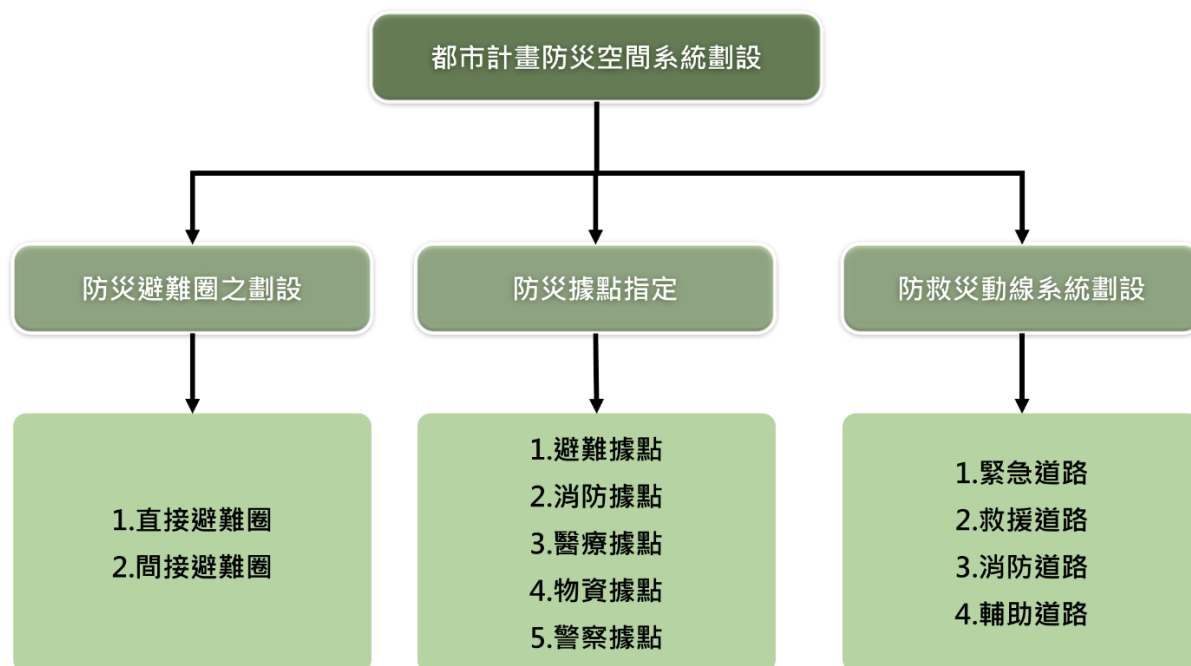 都市計畫防災空間系統劃設
防災避難圈之劃設
防災據點指定
防救災動線系統劃設
1.直接避難圈
2.間接避難圈
1.避難據點
2.消防據點
3.醫療據點
4.物資據點
5.警察據點
1.緊急道路
2.救援道路
3.消防道路
4.輔助道路